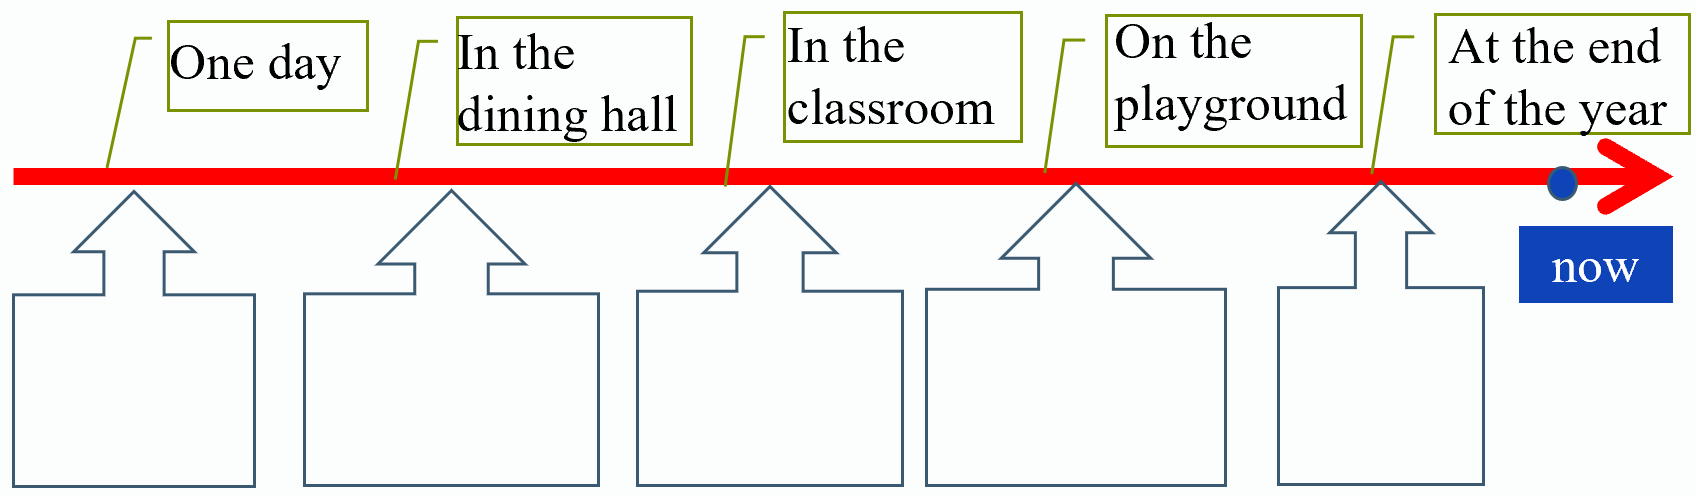 One day
In the
dining hall
In the
classroom
On the
playground
At the end
of the year
now